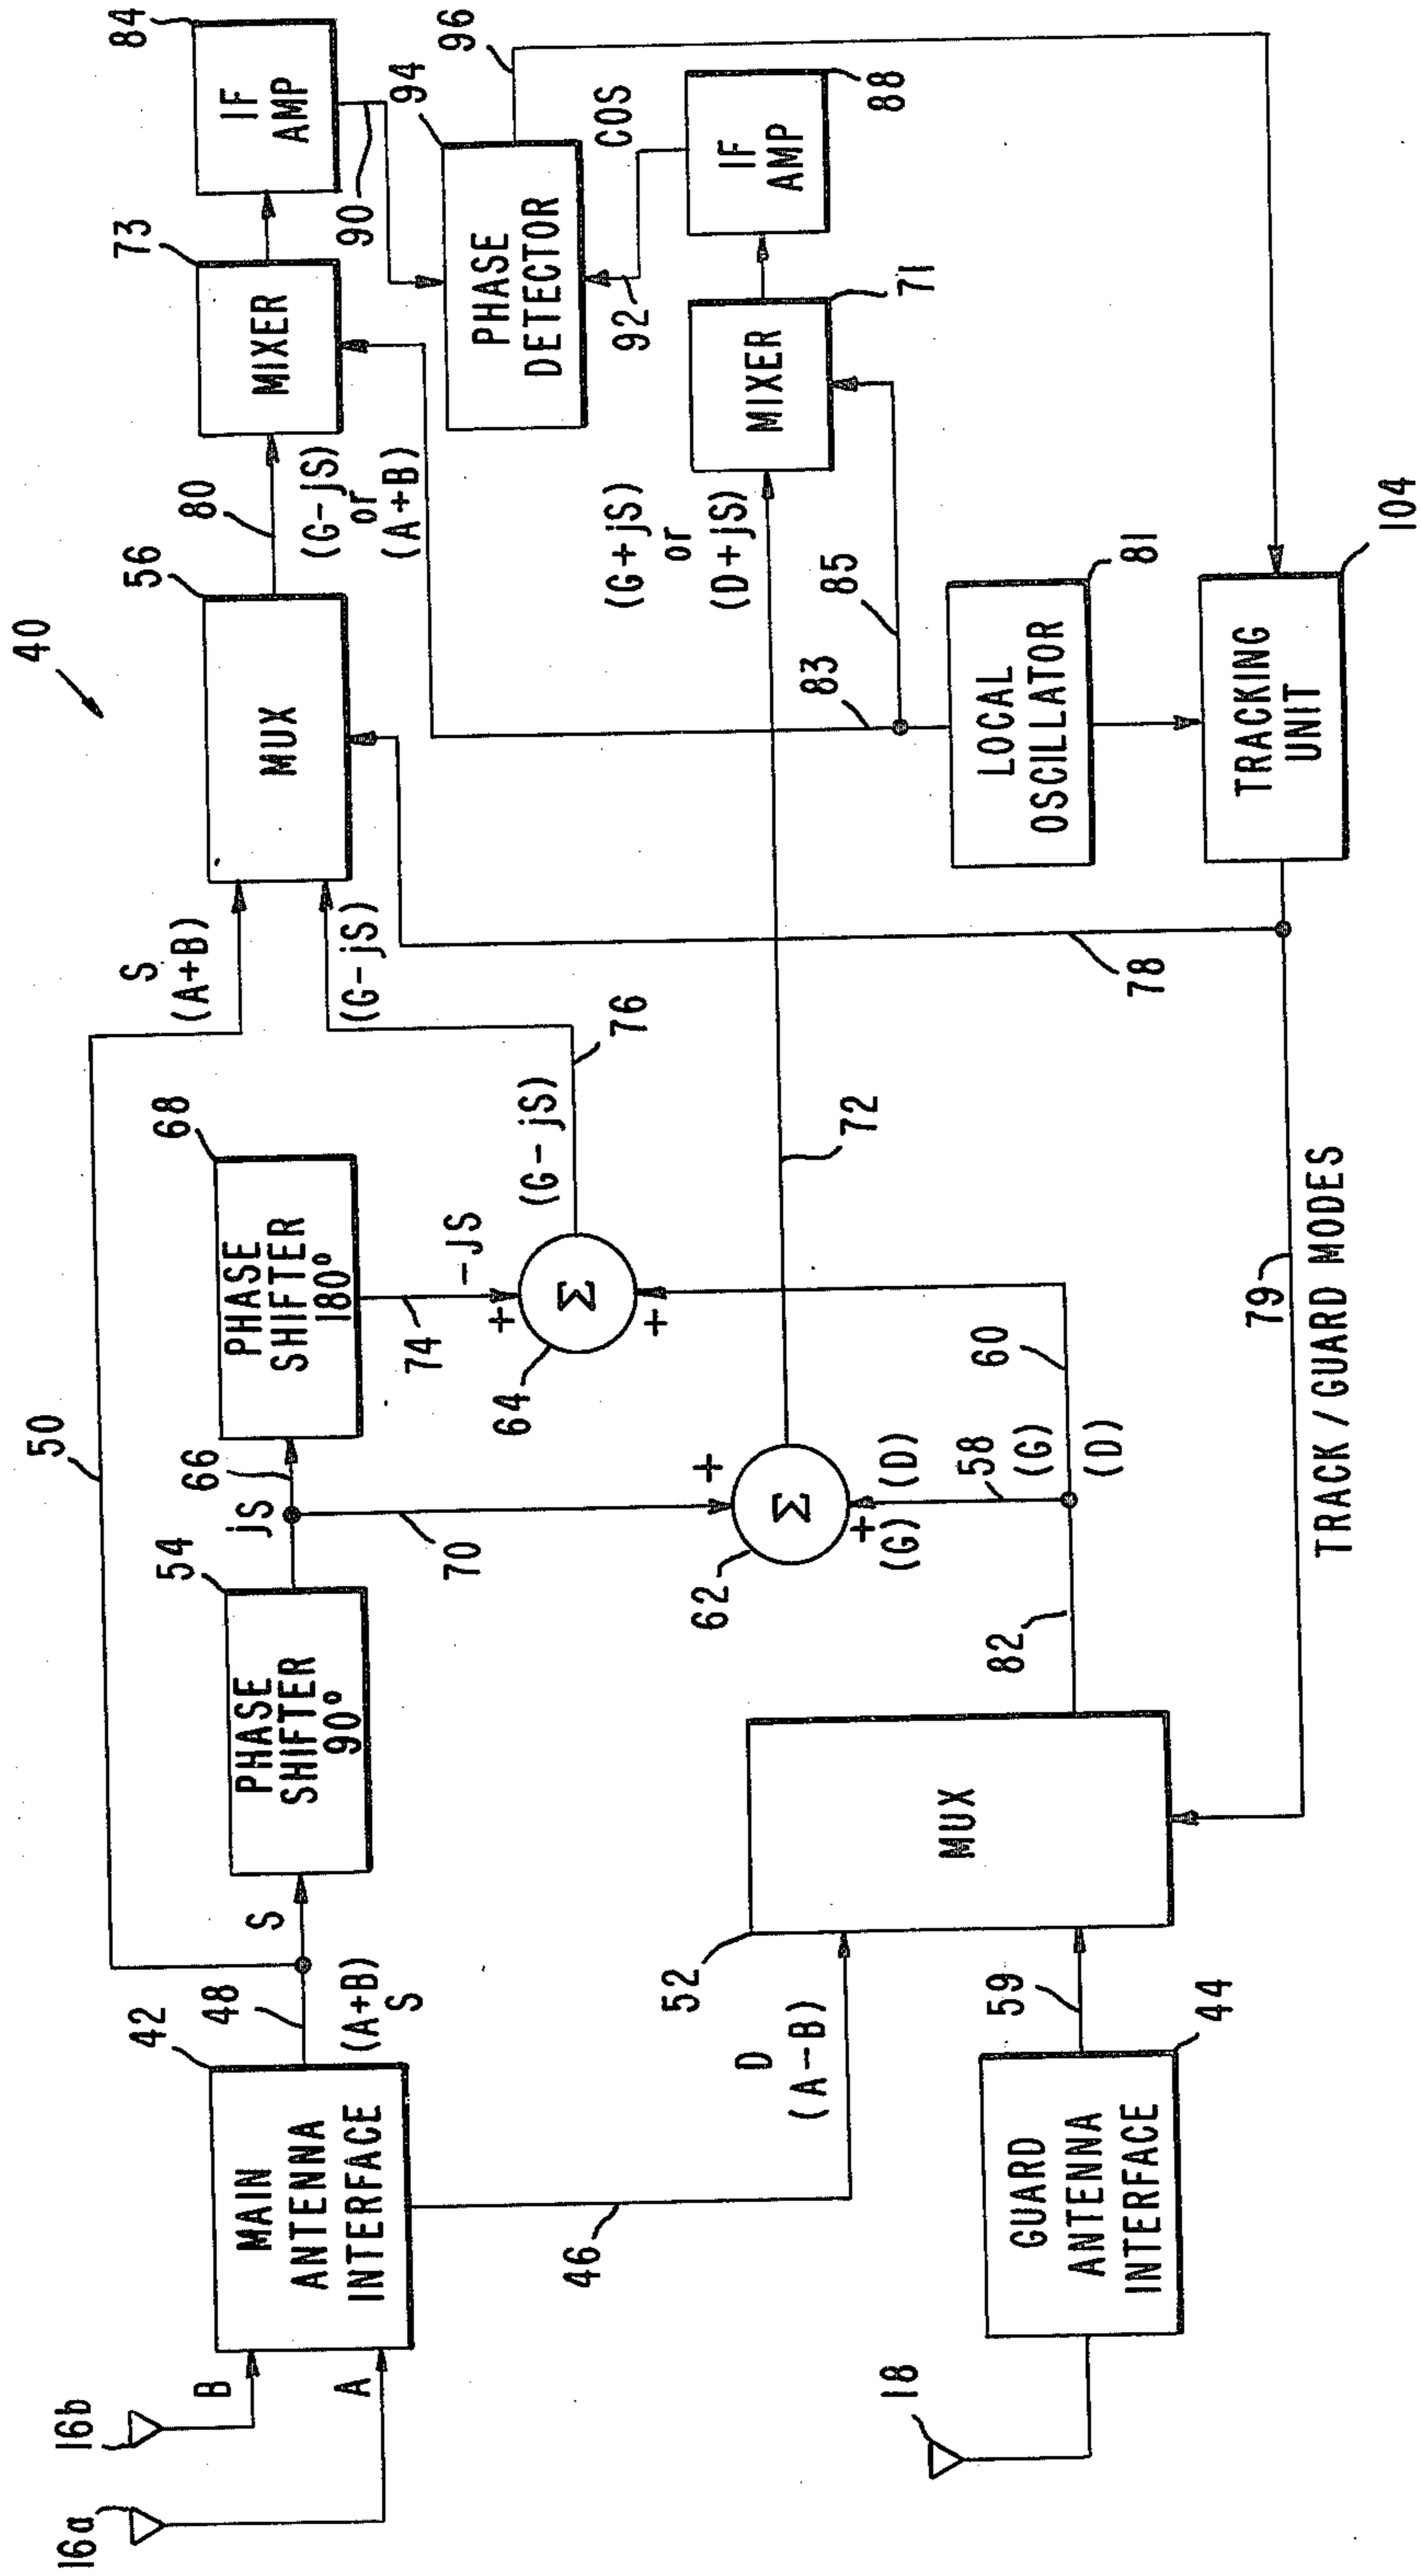 40
16a
16b
B
A
42
MAIN
ANTENNA
INTERFACE
48
(A+B)
S
50
S
54
PHASE
SHIFTER
90°
jS
66
68
PHASE
SHIFTER
180°
70
74
-JS
+
+
Σ
64
(G-jS)
76
S
(A+B)
(G-jS)
56
MUX
80
(G-jS)
or
(A+B)
73
MIXER
84
IF
AMP
90
94
PHASE
DETECTOR
96
COS
92
88
IF
AMP
71
MIXER
(G+jS)
or
(D+jS)
85
83
81
LOCAL
OSCILLATOR
104
TRACKING
UNIT
78
72
62
Σ
+
+
(G)
(D)
58
(G)
60
(D)
82
46
D
(A-B)
52
MUX
59
44
GUARD
ANTENNA
INTERFACE
18
79
TRACK / GUARD MODES